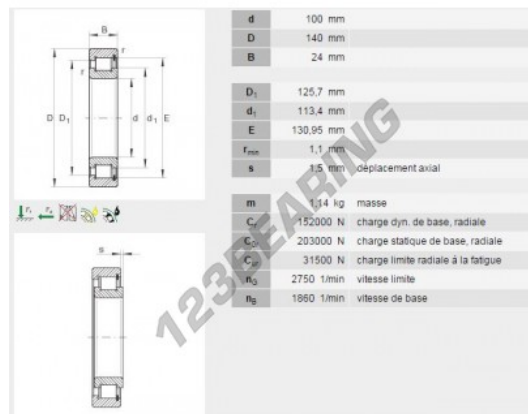 B
r
r
D D₁ d d₁ E
s
d 100 mm
D 140 mm
B 24 mm
D₁ 125,7 mm
d₁ 113,4 mm
E 130,95 mm
rmin 1,1 mm
s 1,5 mm déplacement axial
m 1,14 kg masse
Cr 152000 N charge dyn. de base, radiale
C0r 203000 N charge statique de base, radiale
Cur 31500 N charge limite radiale á la fatigue
nG 2750 1/min vitesse limite
nB 1860 1/min vitesse de base
123BEARING